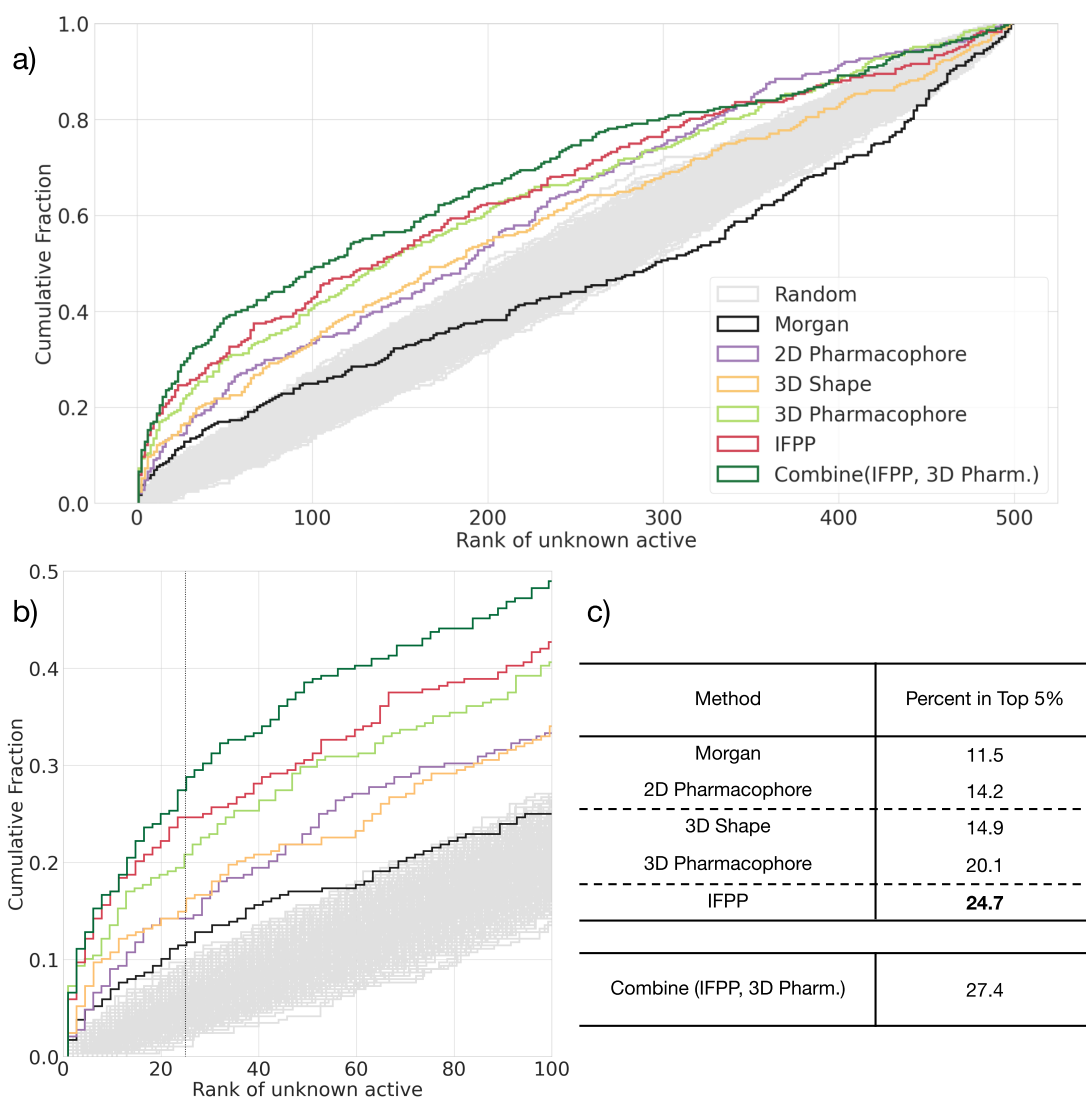 a)
1.0
0.8
0.6
0.4
0.2
0.0
Cumulative Fraction
0
100
200
300
400
500
Rank of unknown active
Random
Morgan
2D Pharmacophore
3D Shape
3D Pharmacophore
IFPP
Combine(IFPP, 3D Pharm.)
b)
0.5
0.4
0.3
0.2
0.1
0.0
Cumulative Fraction
0
20
40
60
80
100
Rank of unknown active
c)
Method Percent in Top 5%
Morgan 11.5
2D Pharmacophore 14.2
3D Shape 14.9
3D Pharmacophore 20.1
IFPP 24.7
Combine (IFPP, 3D Pharm.) 27.4